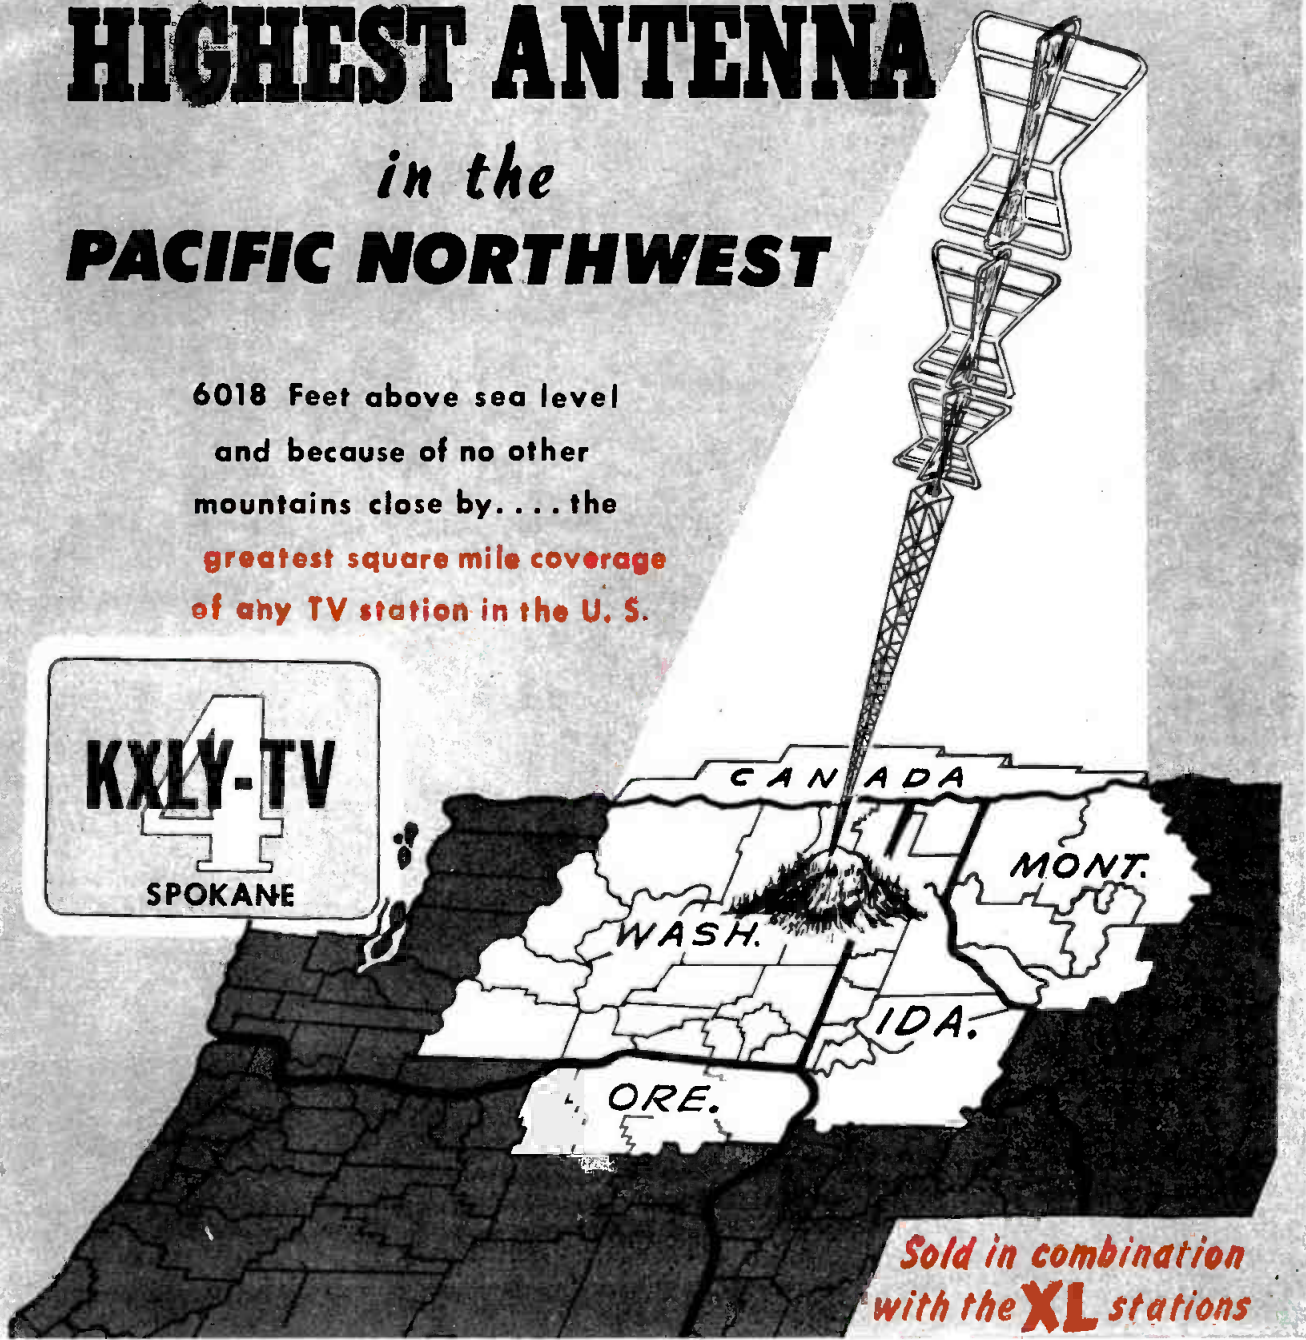 HIGHEST ANTENNA
in the
PACIFIC NORTHWEST
6018 Feet above sea level
and because of no other
mountains close by....the
greatest square mile coverage
of any TV station in the U. S.
4
KXLY-TV
SPOKANE
CANADA
MONT.
WASH.
IDA.
ORE.
Sold in combination
with the XL stations